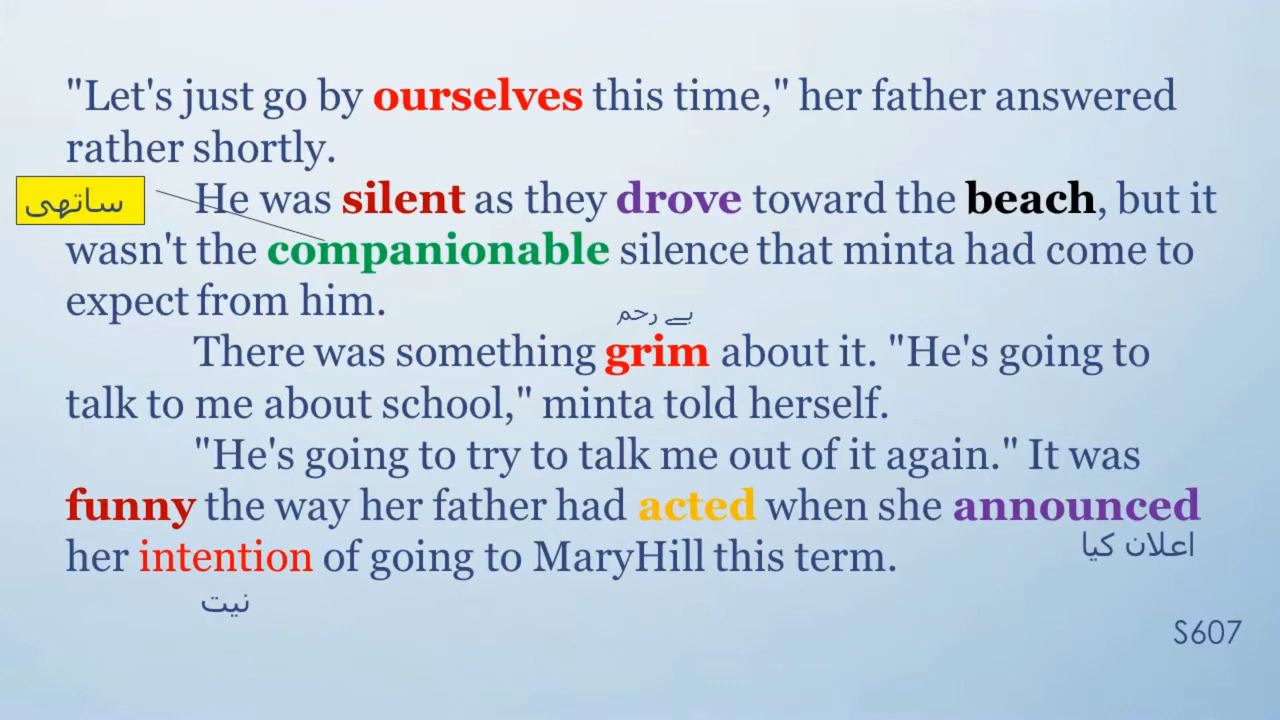 "Let's just go by ourselves this time," her father answered
rather shortly.
ساتھی
He was silent as they drove toward the beach, but it
wasn't the companionable silence that minta had come to
expect from him.
بے رحم
There was something grim about it. "He's going to
talk to me about school," minta told herself.
"He's going to try to talk me out of it again." It was
funny the way her father had acted when she announced
her intention of going to MaryHill this term.
اعلان کیا
نیت
S607